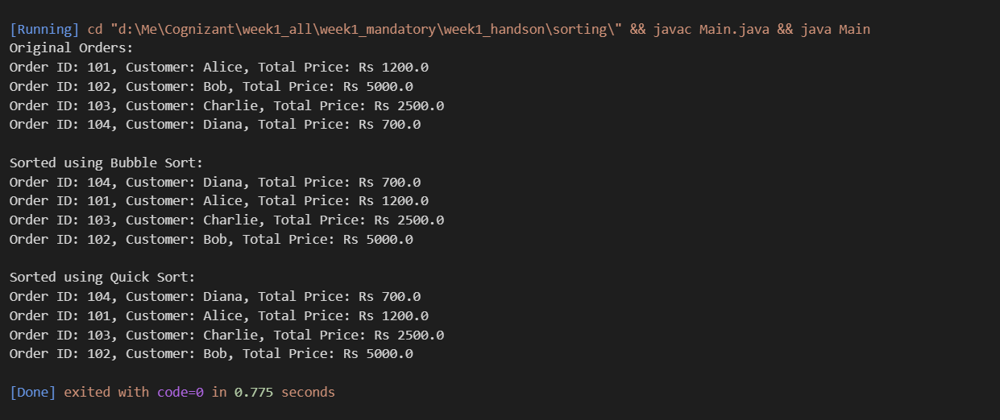 [Running] cd "d:\Me\Cognizant\week1_all\week1_mandatory\week1_handson\sorting\" && javac Main.java && java Main
Original Orders:
Order ID: 101, Customer: Alice, Total Price: Rs 1200.0
Order ID: 102, Customer: Bob, Total Price: Rs 5000.0
Order ID: 103, Customer: Charlie, Total Price: Rs 2500.0
Order ID: 104, Customer: Diana, Total Price: Rs 700.0
Sorted using Bubble Sort:
Order ID: 104, Customer: Diana, Total Price: Rs 700.0
Order ID: 101, Customer: Alice, Total Price: Rs 1200.0
Order ID: 103, Customer: Charlie, Total Price: Rs 2500.0
Order ID: 102, Customer: Bob, Total Price: Rs 5000.0
Sorted using Quick Sort:
Order ID: 104, Customer: Diana, Total Price: Rs 700.0
Order ID: 101, Customer: Alice, Total Price: Rs 1200.0
Order ID: 103, Customer: Charlie, Total Price: Rs 2500.0
Order ID: 102, Customer: Bob, Total Price: Rs 5000.0
[Done] exited with code=0 in 0.775 seconds